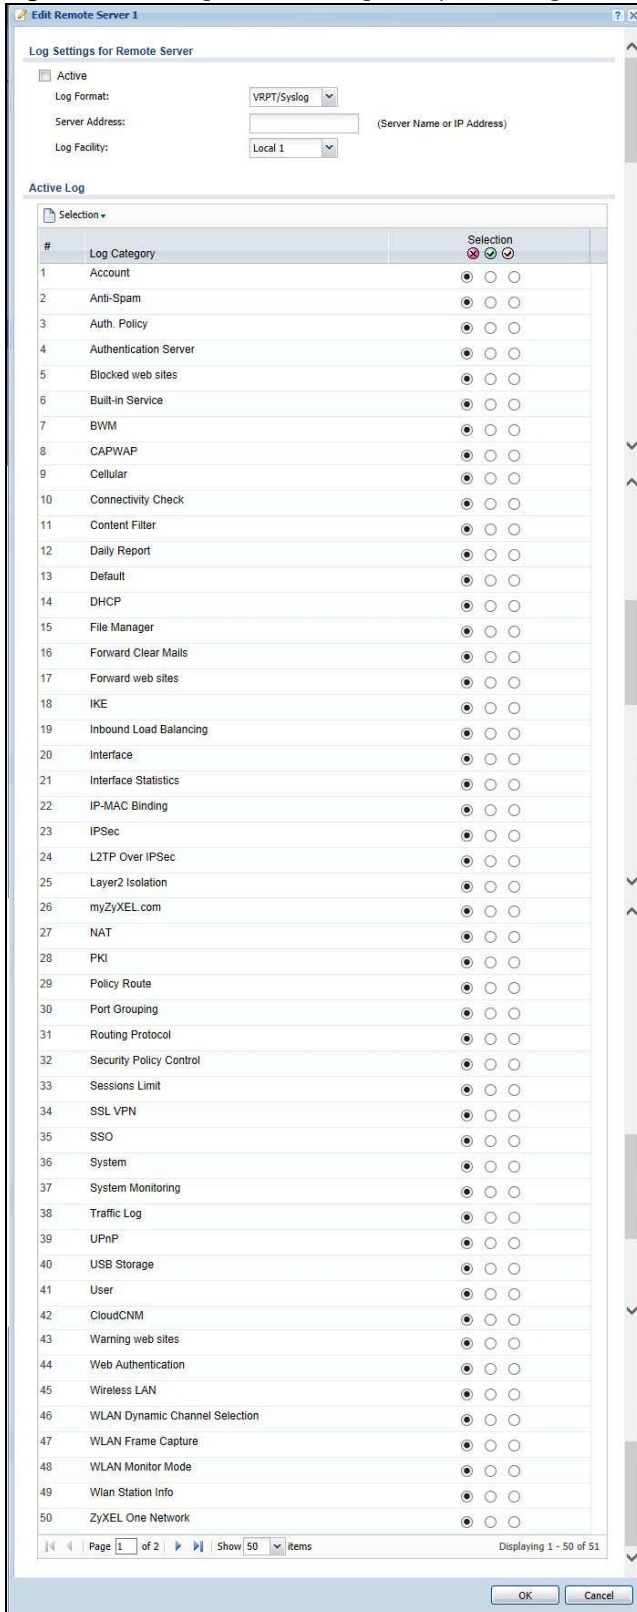 Edit Remote Server 1
Log Settings for Remote Server
Active
Log Format: VRPT/Syslog
Server Address: (Server Name or IP Address)
Log Facility: Local 1
Active Log
Selection
# Log Category Selection
1 Account
2 Anti-Spam
3 Auth. Policy
4 Authentication Server
5 Blocked web sites
6 Built-in Service
7 BWM
8 CAPWAP
9 Cellular
10 Connectivity Check
11 Content Filter
12 Daily Report
13 Default
14 DHCP
15 File Manager
16 Forward Clear Mails
17 Forward web sites
18 IKE
19 Inbound Load Balancing
20 Interface
21 Interface Statistics
22 IP-MAC Binding
23 IPSec
24 L2TP Over IPSec
25 Layer2 Isolation
26 myZyXEL.com
27 NAT
28 PKI
29 Policy Route
30 Port Grouping
31 Routing Protocol
32 Security Policy Control
33 Sessions Limit
34 SSL VPN
35 SSO
36 System
37 System Monitoring
38 Traffic Log
39 UPnP
40 USB Storage
41 User
42 CloudCNM
43 Warning web sites
44 Web Authentication
45 Wireless LAN
46 WLAN Dynamic Channel Selection
47 WLAN Frame Capture
48 WLAN Monitor Mode
49 Wlan Station Info
50 ZyXEL One Network
Page 1 of 2 Show 50 items Displaying 1 - 50 of 51
OK Cancel